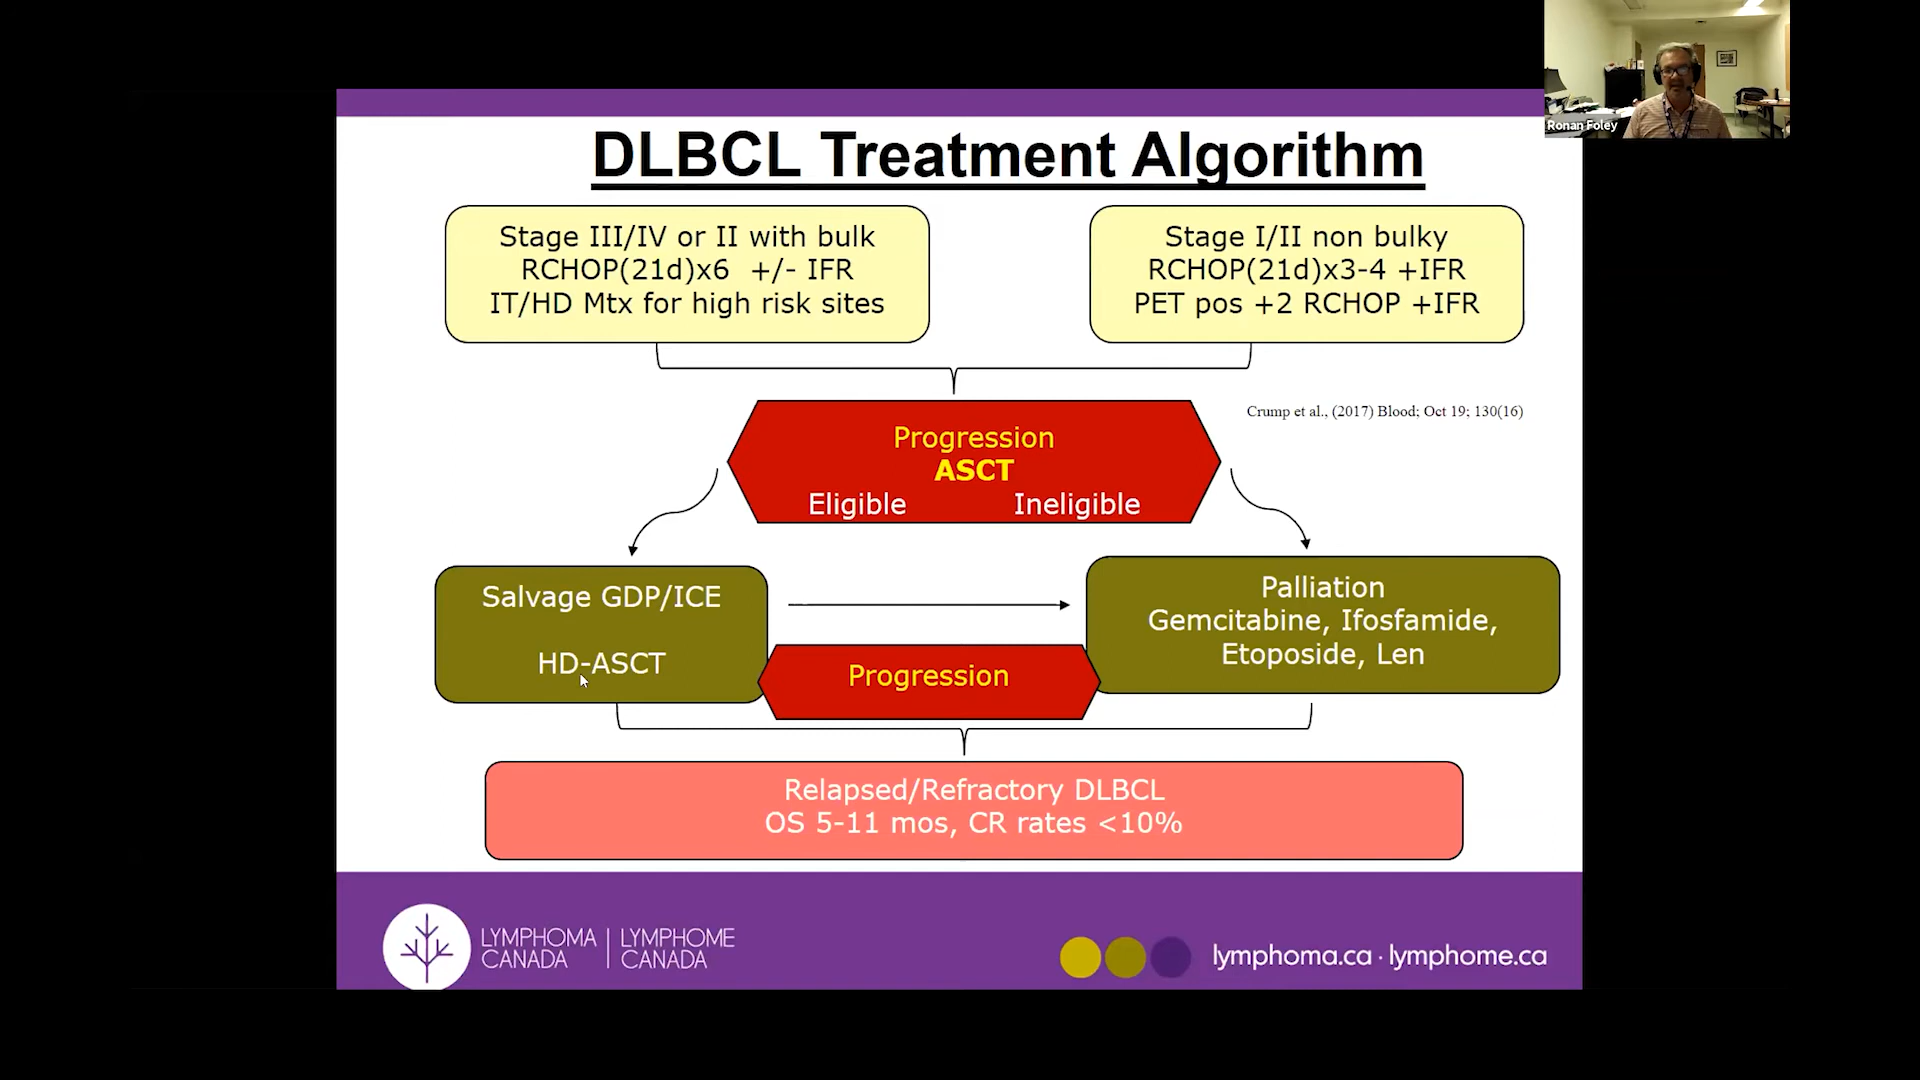 Ronan Foley
DLBCL Treatment Algorithm
Stage III/IV or II with bulk
RCHOP(21d)x6 +/- IFR
IT/HD Mtx for high risk sites
Stage I/II non bulky
RCHOP(21d)x3-4 +IFR
PET pos +2 RCHOP +IFR
Crump et al., (2017) Blood; Oct 19; 130(16)
Progression
ASCT
Eligible Ineligible
Salvage GDP/ICE
HD-ASCT
Palliation
Gemcitabine, Ifosfamide,
Etoposide, Len
Progression
Relapsed/Refractory DLBCL
OS 5-11 mos, CR rates <10%
LYMPHOMA
CANADA
LYMPHOME
CANADA
lymphoma.ca · lymphome.ca